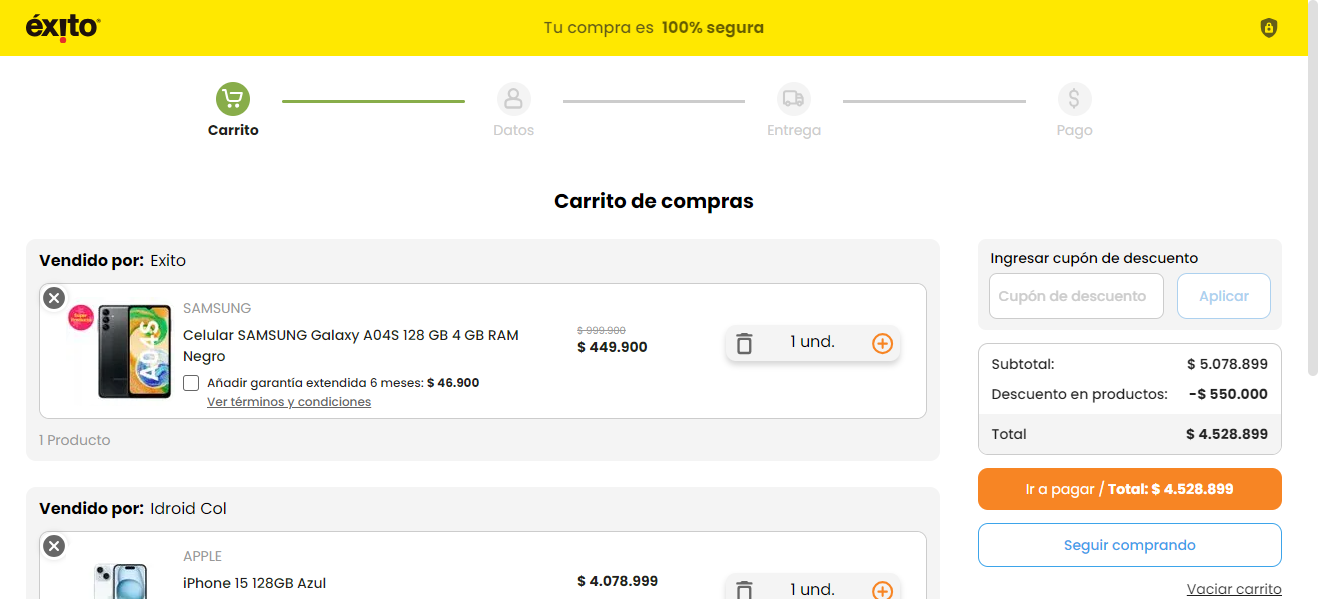 éxito
Tu compra es 100% segura
Carrito
Datos
Entrega
Pago
Carrito de compras
Vendido por: Exito
SAMSUNG
Celular SAMSUNG Galaxy A04S 128 GB 4 GB RAM
Negro
Añadir garantía extendida 6 meses: $ 46.900
Ver términos y condiciones
$ 999.900
$ 449.900
1 und.
A04S
1 Producto
Vendido por: Idroid Col
APPLE
iPhone 15 128GB Azul
$ 4.078.999
1 und.
Ingresar cupón de descuento
Cupón de descuento
Aplicar
Subtotal: $ 5.078.899
Descuento en productos: -$ 550.000
Total $ 4.528.899
Ir a pagar / Total: $ 4.528.899
Seguir comprando
Vaciar carrito